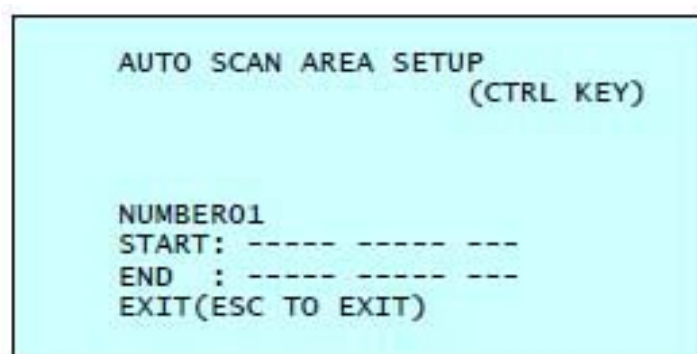 AUTO SCAN AREA SETUP
(CTRL KEY)
NUMBER01
START: ----- ----- ---
END  : ----- ----- ---
EXIT(ESC TO EXIT)